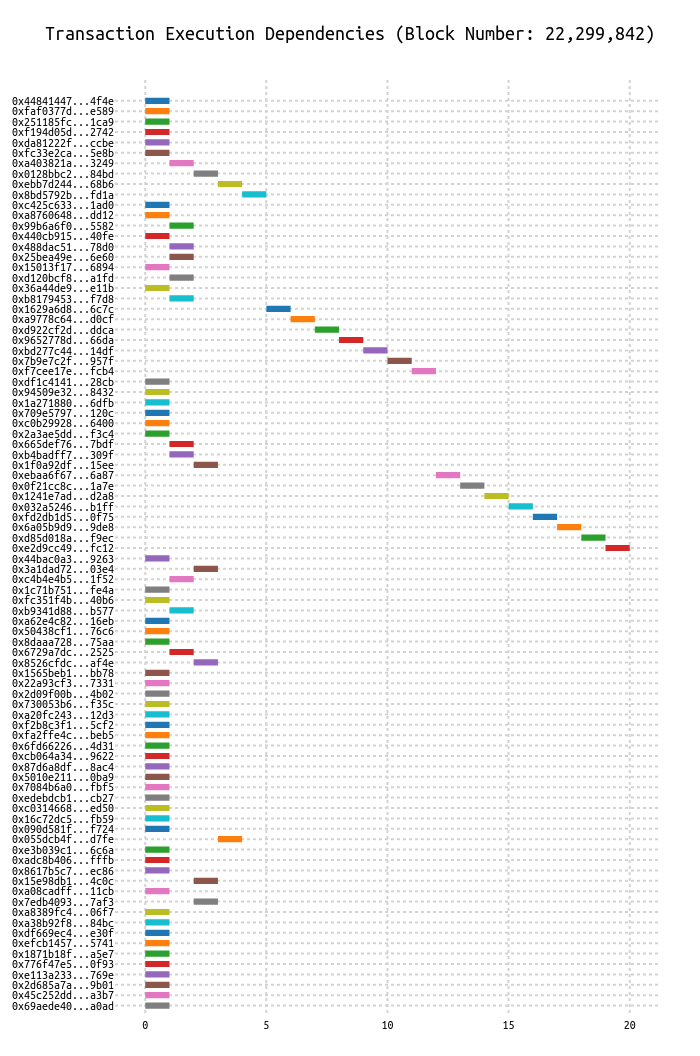 Transaction Execution Dependencies (Block Number: 22,299,842)
0x44841447...4f4e
0xfaf0377d...e589
0x251185fc...1ca9
0xf194d05d...2742
0xda81222f...ccbe
0xfc33e2ca...5e8b
0xa403821a...3249
0x0128bbc2...84bd
0xebb7d244...68b6
0x8bd5792b...fd1a
0xc425c633...1ad0
0xa8760648...dd12
0x99b6a6f0...5582
0x440cb915...40fe
0x488dac51...78d0
0x25bea49e...6e60
0x15013f17...6894
0xd120bcf8...a1fd
0x36a44de9...e11b
0xb8179453...f7d8
0x1629a6d8...6c7c
0xa9778c64...d0cf
0xd922cf2d...ddca
0x9652778d...66da
0xbd277c44...14df
0x7b9e7c2f...957f
0xf7cee17e...fcb4
0xdf1c4141...28cb
0x94509e32...8432
0x1a271880...6dfb
0x709e5797...120c
0xc0b29928...6400
0x2a3ae5dd...f3c4
0x665def76...7bdf
0xb4badff7...309f
0x1f0a92df...15ee
0xebaa6f67...6a87
0x0f21cc8c...1a7e
0x1241e7ad...d2a8
0x032a5246...b1ff
0xfd2db1d5...0f75
0x6a05b9d9...9de8
0xd85d018a...f9ec
0xe2d9cc49...fc12
0x44bac0a3...9263
0x3a1dad72...03e4
0xc4b4e4b5...1f52
0x1c71b751...fe4a
0xfc351f4b...40b6
0xb9341d88...b577
0xa62e4c82...16eb
0x50438cf1...76c6
0x8daaa728...75aa
0x6729a7dc...2525
0x8526cfdc...af4e
0x1565beb1...bb78
0x22a93cf3...7331
0x2d09f00b...4b02
0x730053b6...f35c
0xa20fc243...12d3
0xf2b8c3f1...5cf2
0xfa2ffe4c...beb5
0x6fd66226...4d31
0xcb064a34...9622
0x87d6a8df...8ac4
0x5010e211...0ba9
0x7084b6a0...fbf5
0xedebdcb1...cb27
0xc0314668...ed50
0x16c72dc5...fb59
0x090d581f...f724
0x055dcb4f...d7fe
0xe3b039c1...6c6a
0xadc8b406...fffb
0x8617b5c7...ec86
0x15e98db1...4c0c
0xa08cadff...11cb
0x7edb4093...7af3
0xa8389fc4...06f7
0xa38b92f8...84bc
0xdf669ec4...e30f
0xefcb1457...5741
0x1871b18f...a5e7
0x776f47e5...0f93
0xe113a233...769e
0x2d685a7a...9b01
0x45c252dd...a3b7
0x69aede40...a0ad
0 5 10 15 20